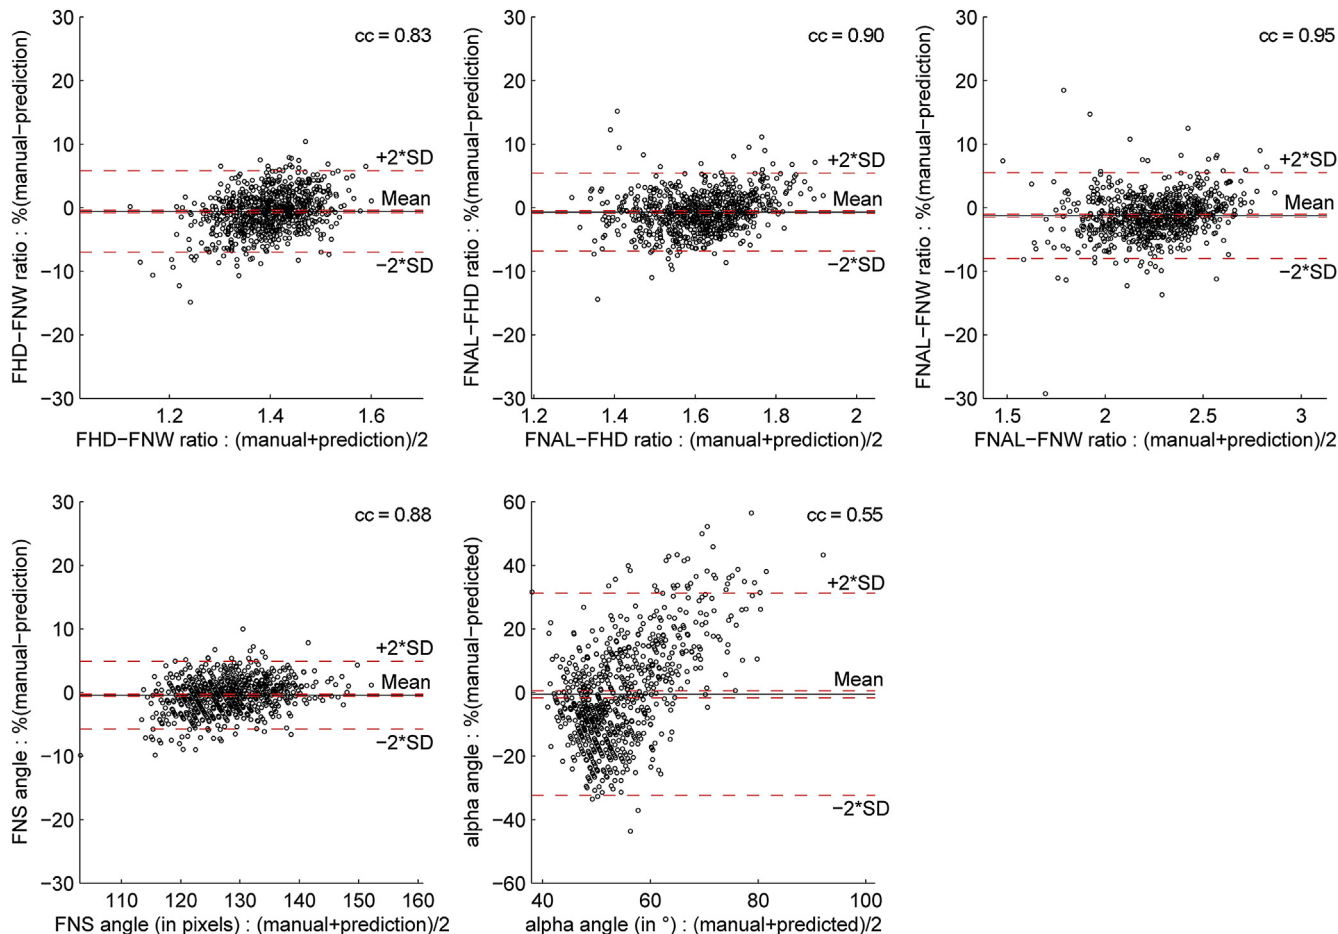 30
20
10
0
−10
−20
−30
1.2
1.4
1.6
cc = 0.83
+2*SD
Mean
−2*SD
FHD−FNW ratio : %(manual−prediction)
FHD−FNW ratio : (manual+prediction)/2
30
20
10
0
−10
−20
−30
1.2
1.4
1.6
1.8
2
cc = 0.90
+2*SD
Mean
−2*SD
FNAL−FHD ratio : %(manual−prediction)
FNAL−FHD ratio : (manual+prediction)/2
30
20
10
0
−10
−20
−30
1.5
2
2.5
3
cc = 0.95
+2*SD
Mean
−2*SD
FNAL−FNW ratio : %(manual−prediction)
FNAL−FNW ratio : (manual+prediction)/2
30
20
10
0
−10
−20
−30
110
120
130
140
150
160
cc = 0.88
+2*SD
Mean
−2*SD
FNS angle : %(manual−prediction)
FNS angle (in pixels) : (manual+prediction)/2
60
40
20
0
−20
−40
−60
40
60
80
100
cc = 0.55
+2*SD
Mean
−2*SD
alpha angle : %(manual−predicted)
alpha angle (in °) : (manual+predicted)/2